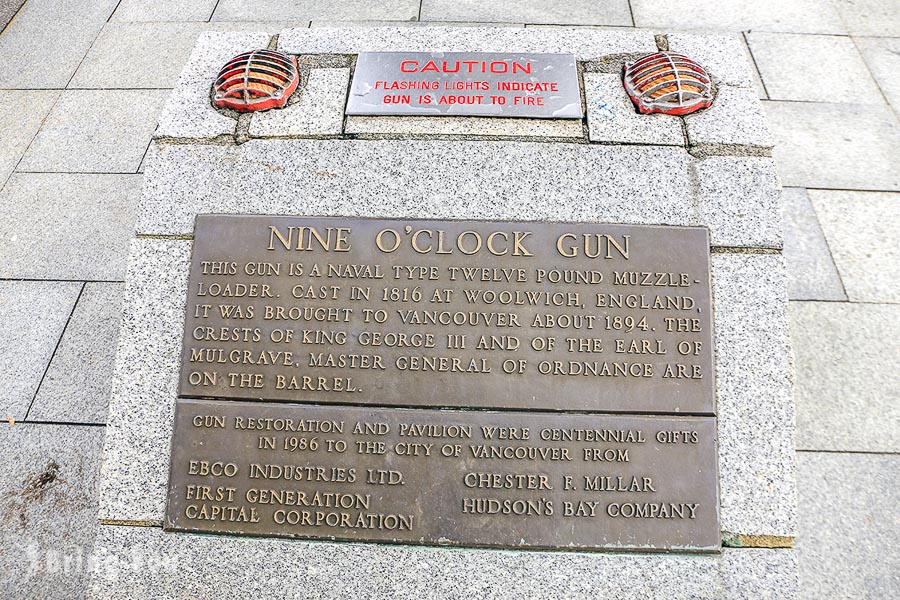 CAUTION
FLASHING LIGHTS INDICATE
GUN IS ABOUT TO FIRE
NINE O'CLOCK GUN
THIS GUN IS A NAVAL TYPE TWELVE POUND MUZZLE-
LOADER. CAST IN 1816 AT WOOLWICH, ENGLAND,
IT WAS BROUGHT TO VANCOUVER ABOUT 1894. THE
CRESTS OF KING GEORGE III AND OF THE EARL OF
MULGRAVE, MASTER GENERAL OF ORDNANCE ARE
ON THE BARREL.
GUN RESTORATION AND PAVILION WERE CENTENNIAL GIFTS
IN 1986 TO THE CITY OF VANCOUVER FROM
EBCO INDUSTRIES LTD.
FIRST GENERATION
CAPITAL CORPORATION
CHESTER F. MILLAR
HUDSON'S BAY COMPANY